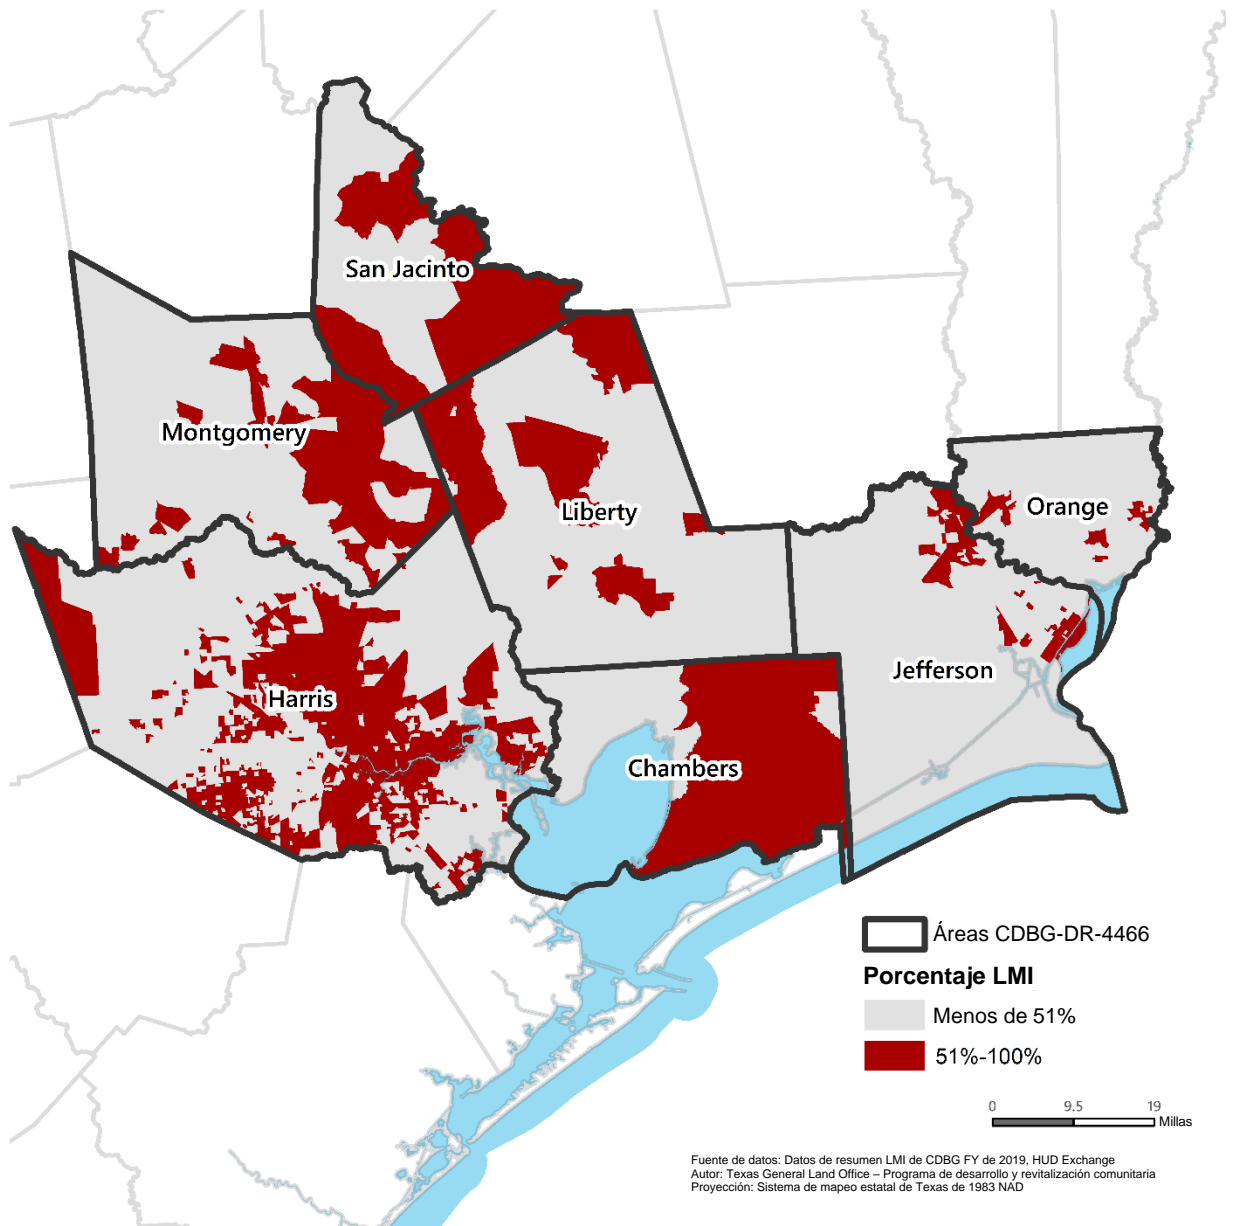 San Jacinto
Montgomery
Liberty
Orange
Jefferson
Harris
Chambers
Áreas CDBG-DR-4466
Porcentaje LMI
Menos de 51%
51%-100%
0 9.5 19
Millas
Fuente de datos: Datos de resumen LMI de CDBG FY de 2019, HUD Exchange
Autor: Texas General Land Office – Programa de desarrollo y revitalización comunitaria
Proyección: Sistema de mapeo estatal de Texas de 1983 NAD